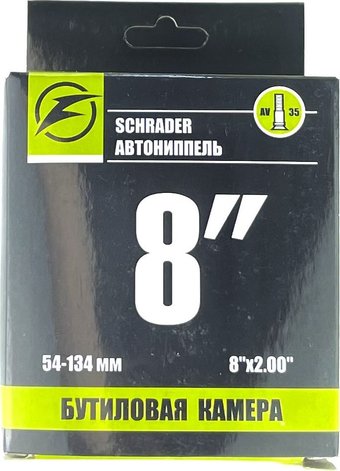 SCHRADER
АВТОНИППЕЛЬ
AV 35
8"
54-134 мм 8"x2.00"
БУТИЛОВАЯ КАМЕРА